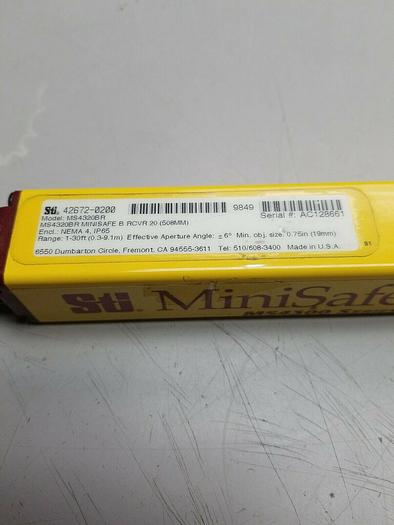 Sti. 42672-0200 9849 Serial #: AC128661
Model: MS4320BR
MS4320BR MINISAFE B RCVR 20 (508MM)
Encl.: NEMA 4, IP65
Range: 1-30ft (0.3-9.1m) Effective Aperture Angle: ±6° Min. obj. size: 0.75in (19mm)
6550 Dumbarton Circle, Fremont, CA 94555-3611 Tel: 510/608-3400 Made in U.S.A.
S1
Sti. MiniSafe
MS4300